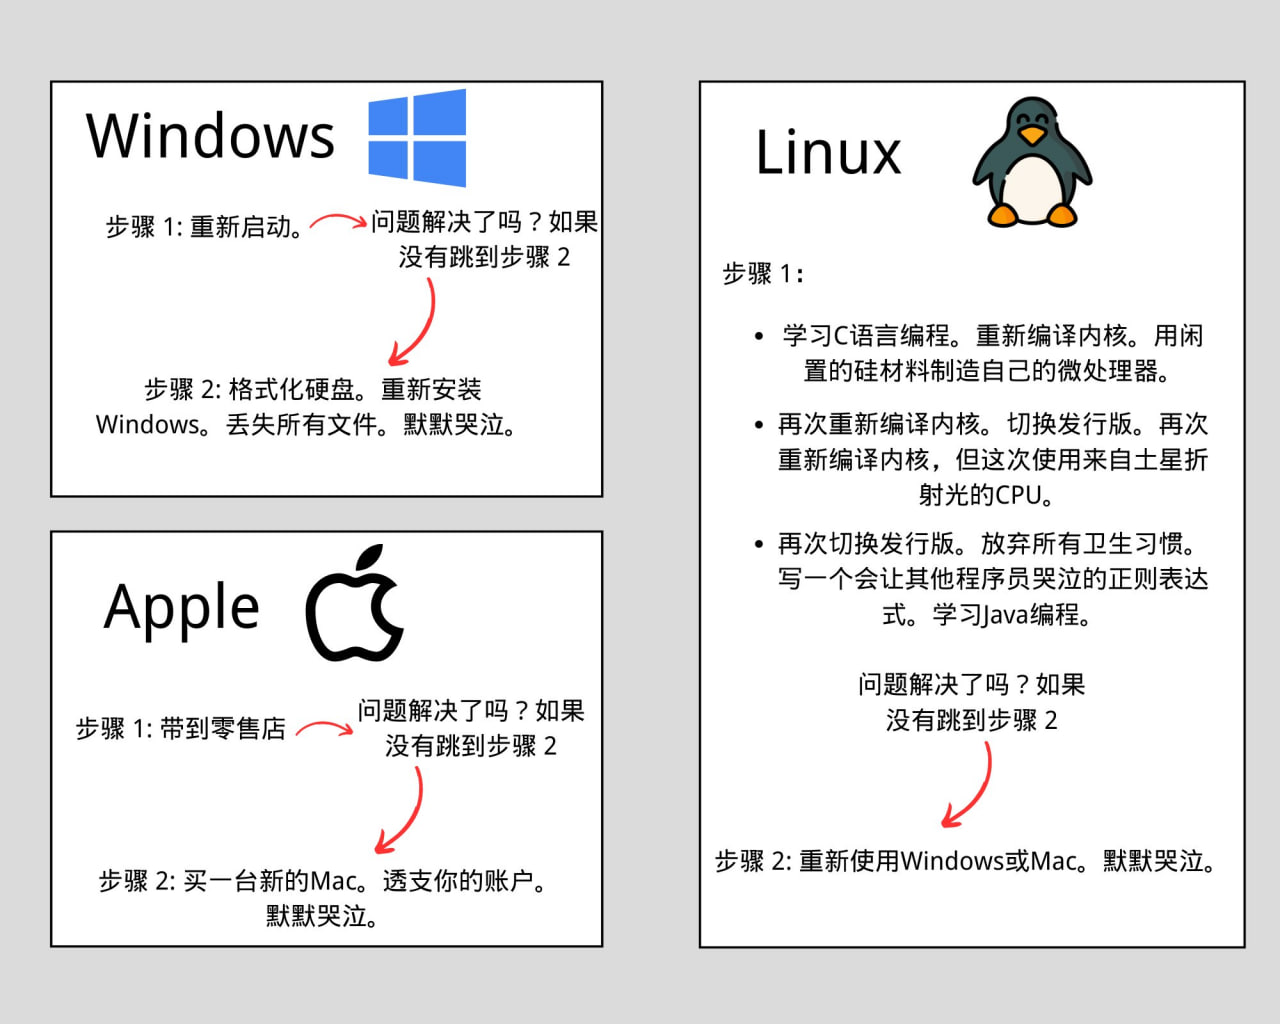 Windows
步骤 1: 重新启动。
问题解决了吗？如果
没有跳到步骤 2
步骤 2: 格式化硬盘。重新安装
Windows。丢失所有文件。默默哭泣。
Apple
步骤 1: 带到零售店
问题解决了吗？如果
没有跳到步骤 2
步骤 2: 买一台新的Mac。透支你的账户。
默默哭泣。
Linux
步骤 1：
• 学习C语言编程。重新编译内核。用闲
置的硅材料制造自己的微处理器。
• 再次重新编译内核。切换发行版。再次
重新编译内核，但这次使用来自土星折
射光的CPU。
• 再次切换发行版。放弃所有卫生习惯。
写一个会让其他程序员哭泣的正则表达
式。学习Java编程。
问题解决了吗？如果
没有跳到步骤 2
步骤 2: 重新使用Windows或Mac。默默哭泣。